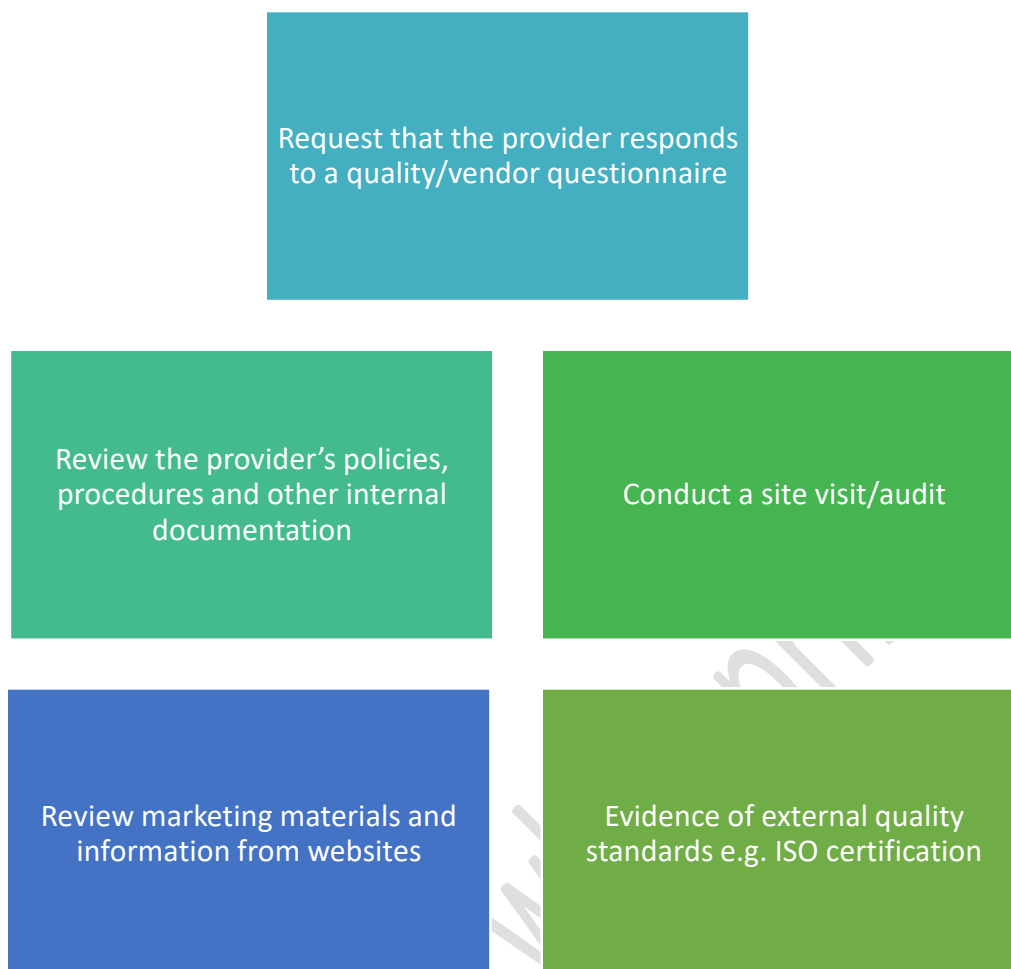 Request that the provider responds
to a quality/vendor questionnaire
Review the provider’s policies,
procedures and other internal
documentation
Conduct a site visit/audit
Review marketing materials and
information from websites
Evidence of external quality
standards e.g. ISO certification